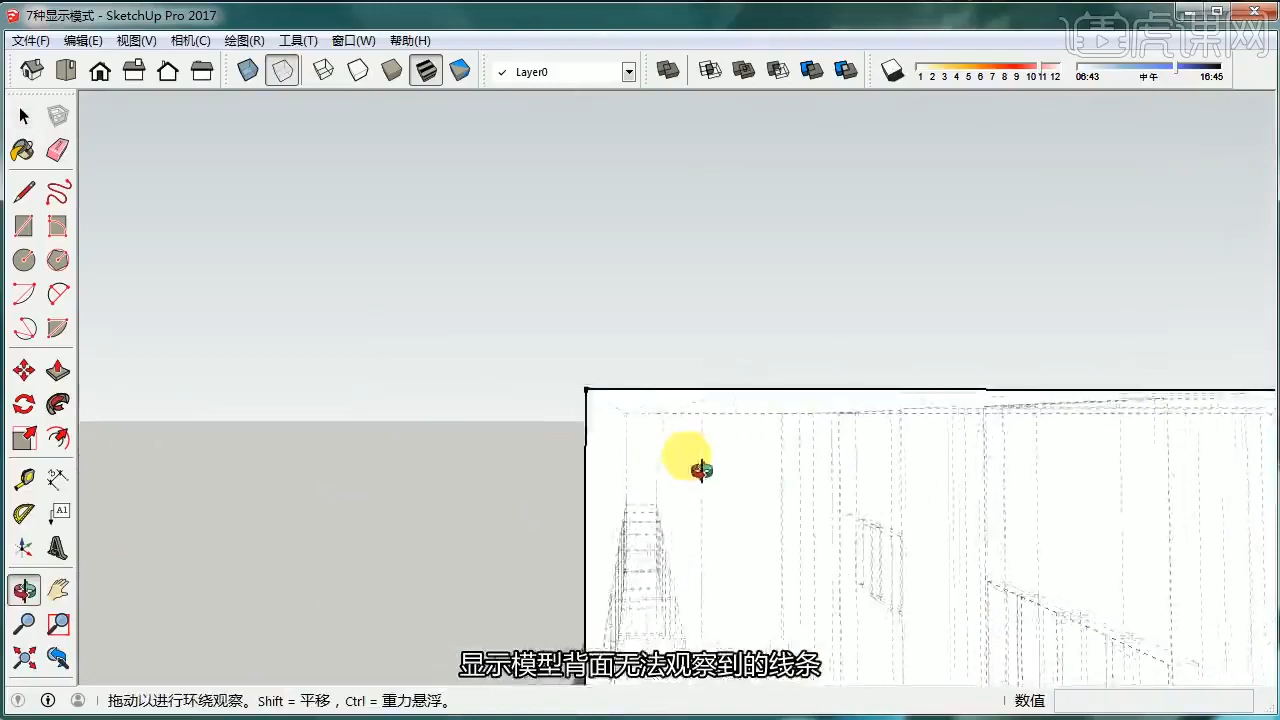 7种显示模式 - SketchUp Pro 2017
虎课网
文件(F) 编辑(E) 视图(V) 相机(C) 绘图(R) 工具(T) 窗口(W) 帮助(H)
Layer0
1 2 3 4 5 6 7 8 9 10 11 12
06:43 中午 16:45
A1
显示模型背面无法观察到的线条
拖动以进行环绕观察。Shift = 平移，Ctrl = 重力悬浮。
数值